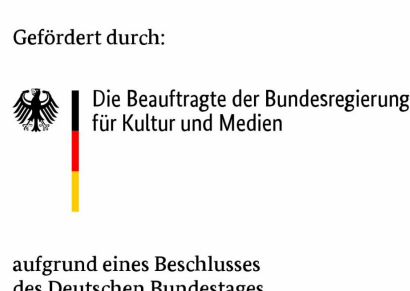 Gefördert durch:
Die Beauftragte der Bundesregierung
für Kultur und Medien
aufgrund eines Beschlusses
des Deutschen Bundestages